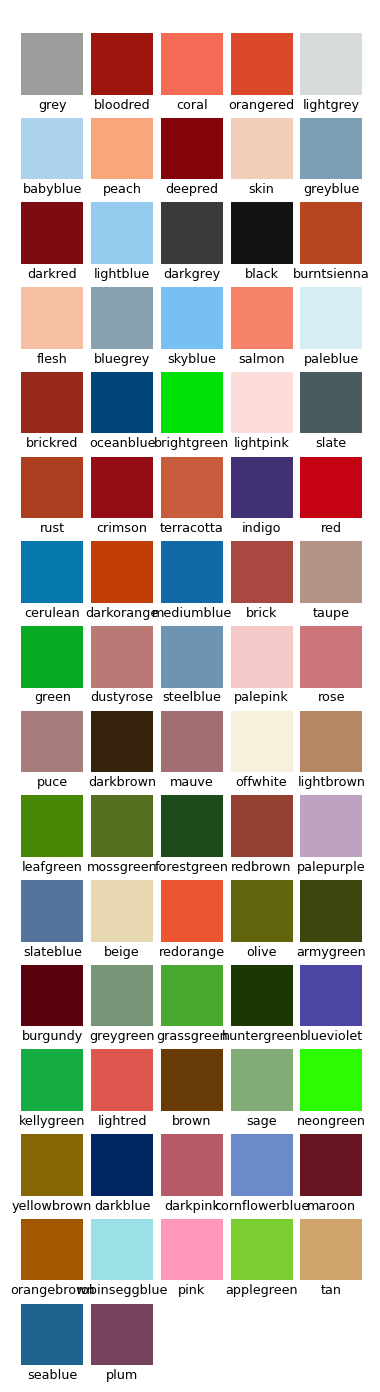 grey bloodred coral orangered lightgrey
babyblue peach deepred skin greyblue
darkred lightblue darkgrey black burntsienna
flesh bluegrey skyblue salmon paleblue
brickred oceanblue brightgreen lightpink slate
rust crimson terracotta indigo red
cerulean darkorange mediumblue brick taupe
green dustyrose steelblue palepink rose
puce darkbrown mauve offwhite lightbrown
leafgreen mossgreen forestgreen redbrown palepurple
slateblue beige redorange olive armygreen
burgundy greygreen grassgreen huntergreen blueviolet
kellygreen lightred brown sage neongreen
yellowbrown darkblue darkpink cornflowerblue maroon
orangebrown robinseggblue pink applegreen tan
seablue plum